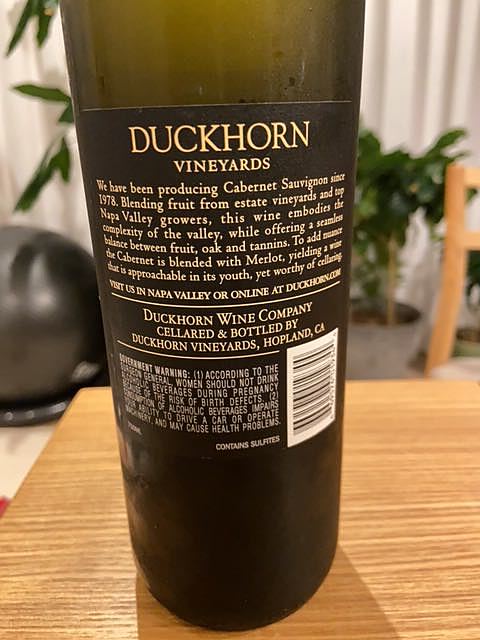 DUCKHORN
VINEYARDS
We have been producing Cabernet Sauvignon since
1978. Blending fruit from estate vineyards and top
Napa Valley growers, this wine embodies the
complexity of the valley, while offering a seamless
balance between fruit, oak and tannins. To add nuance
the Cabernet is blended with Merlot, yielding a wine
that is approachable in its youth, yet worthy of cellaring.
VISIT US IN NAPA VALLEY OR ONLINE AT DUCKHORN.COM
DUCKHORN WINE COMPANY
CELLARED & BOTTLED BY
DUCKHORN VINEYARDS, HOPLAND, CA
GOVERNMENT WARNING: (1) ACCORDING TO THE
SURGEON GENERAL, WOMEN SHOULD NOT DRINK
ALCOHOLIC BEVERAGES DURING PREGNANCY
BECAUSE OF THE RISK OF BIRTH DEFECTS. (2)
CONSUMPTION OF ALCOHOLIC BEVERAGES IMPAIRS
YOUR ABILITY TO DRIVE A CAR OR OPERATE
MACHINERY, AND MAY CAUSE HEALTH PROBLEMS.
750ML
CONTAINS SULFITES